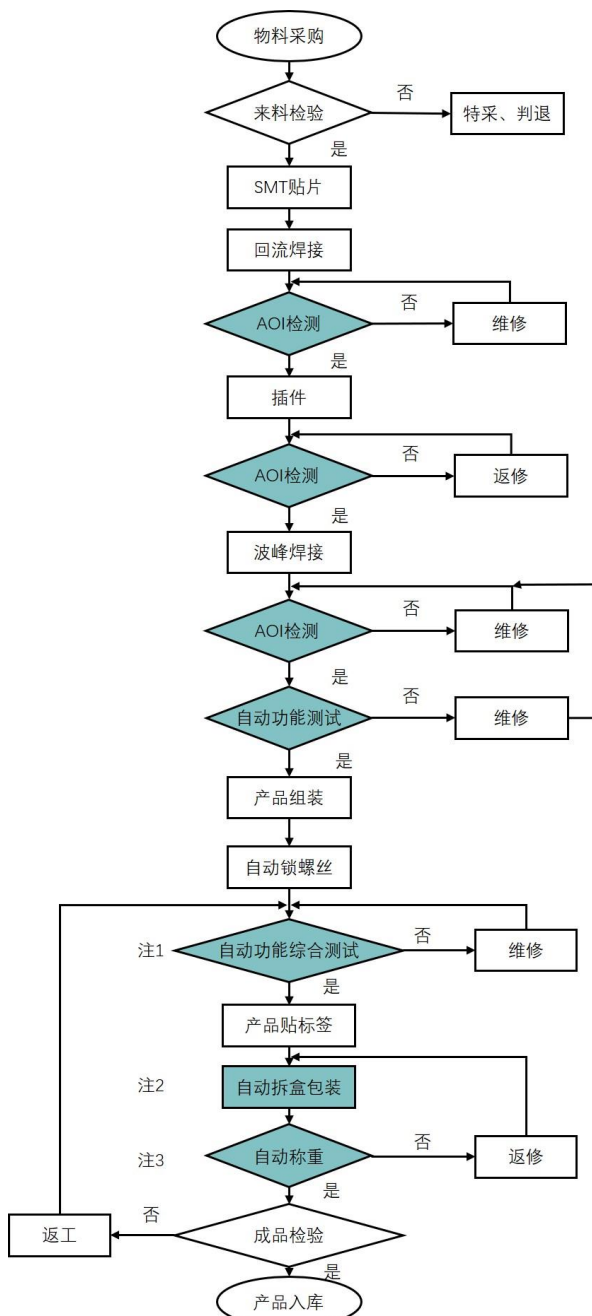 物料采购
来料检验
否
特采、判退
是
SMT贴片
回流焊接
AOI检测
否
维修
是
插件
AOI检测
否
返修
是
波峰焊接
AOI检测
否
维修
是
自动功能测试
否
维修
是
产品组装
自动锁螺丝
注1
自动功能综合测试
否
维修
是
产品贴标签
注2
自动拆盒包装
注3
自动称重
否
返修
是
返工
否
成品检验
是
产品入库